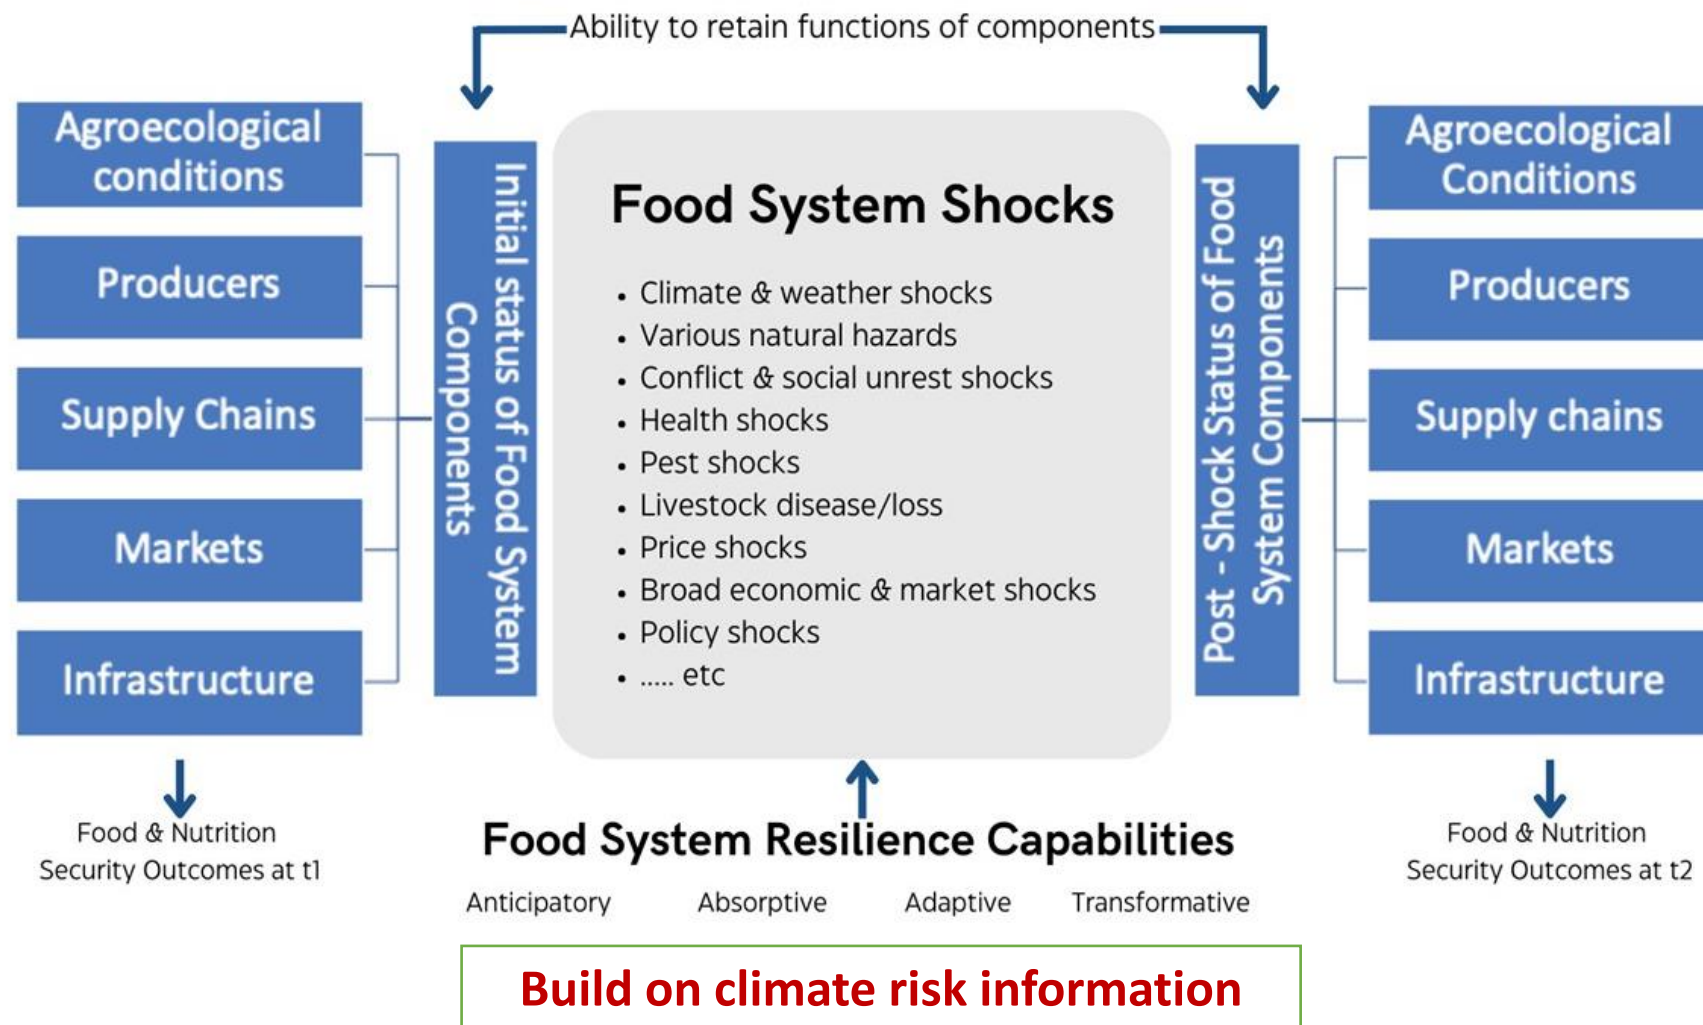 Ability to retain functions of components
Agroecological
conditions
Producers
Supply Chains
Markets
Infrastructure
Food & Nutrition
Security Outcomes at t1
Initial status of Food System
Components
Food System Shocks
• Climate & weather shocks
• Various natural hazards
• Conflict & social unrest shocks
• Health shocks
• Pest shocks
• Livestock disease/loss
• Price shocks
• Broad economic & market shocks
• Policy shocks
• ..... etc
Food System Resilience Capabilities
Anticipatory Absorptive Adaptive Transformative
Build on climate risk information
Post - Shock Status of Food
System Components
Agroecological
Conditions
Producers
Supply chains
Markets
Infrastructure
Food & Nutrition
Security Outcomes at t2